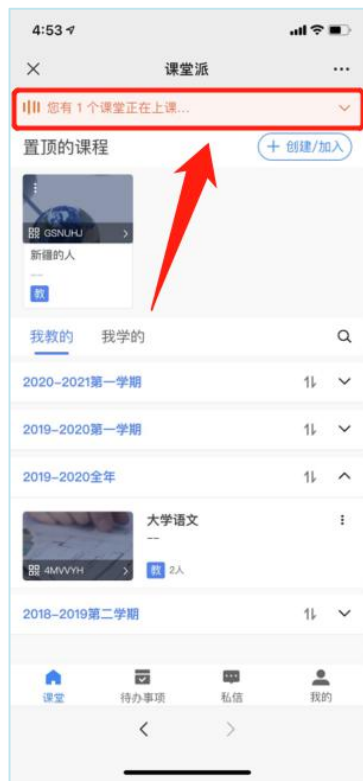 4:53
课堂派
您有 1 个课堂正在上课...
置顶的课程
+ 创建/加入
GSNUHJ
新疆的人
--
教
我教的 我学的
2020-2021第一学期
2019-2020第一学期
2019-2020全年
大学语文
--
4MVVYH
教 2人
2018-2019第二学期
课堂 待办事项 私信 我的